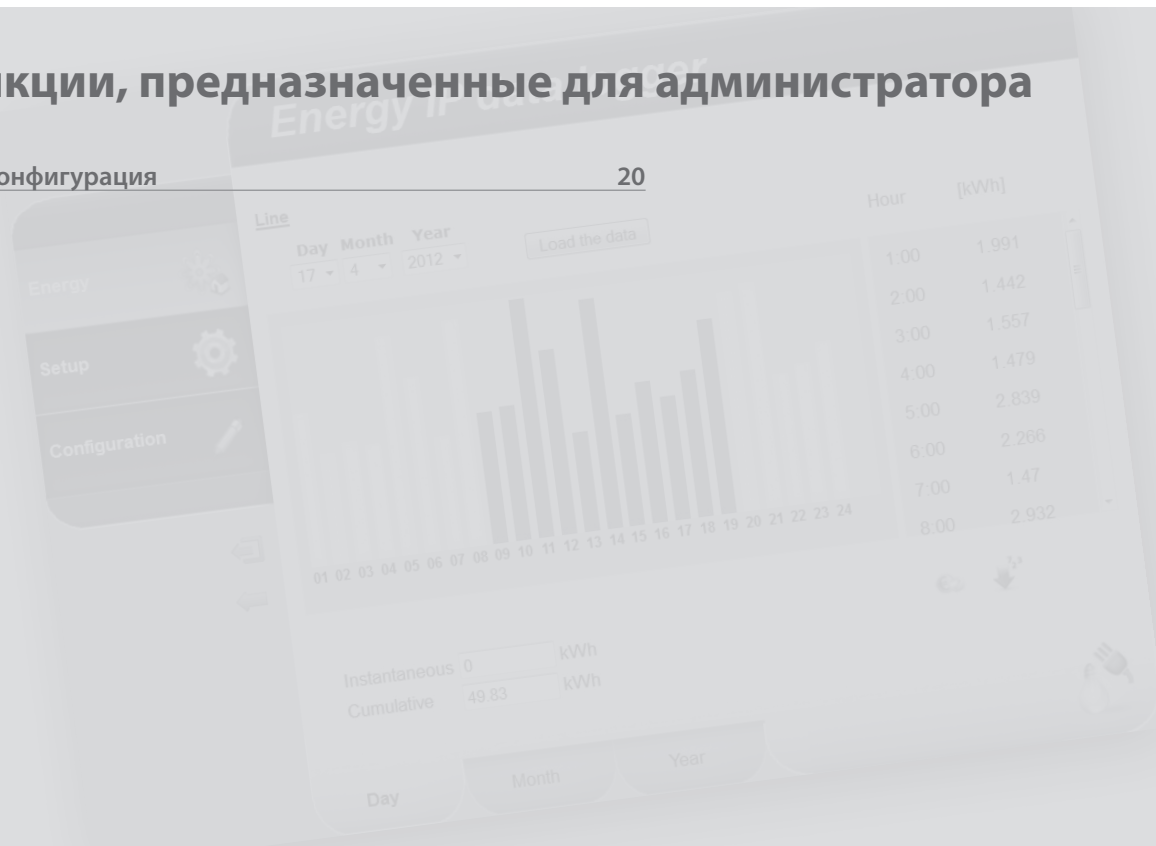 нкции, предназначенные для администратора
Energy IP data logger
онфигурация 20
Hour [kWh]
Line
Day Month Year
17 4 2012
Load the data
1:00 1.991
2:00 1.442
3:00 1.557
4:00 1.479
5:00 2.839
6:00 2.266
7:00 1.47
8:00 2.932
Energy
Setup
Configuration
01 02 03 04 05 06 07 08 09 10 11 12 13 14 15 16 17 18 19 20 21 22 23 24
Instantaneous 0 kWh
Cumulative 49.83 kWh
Day Month Year